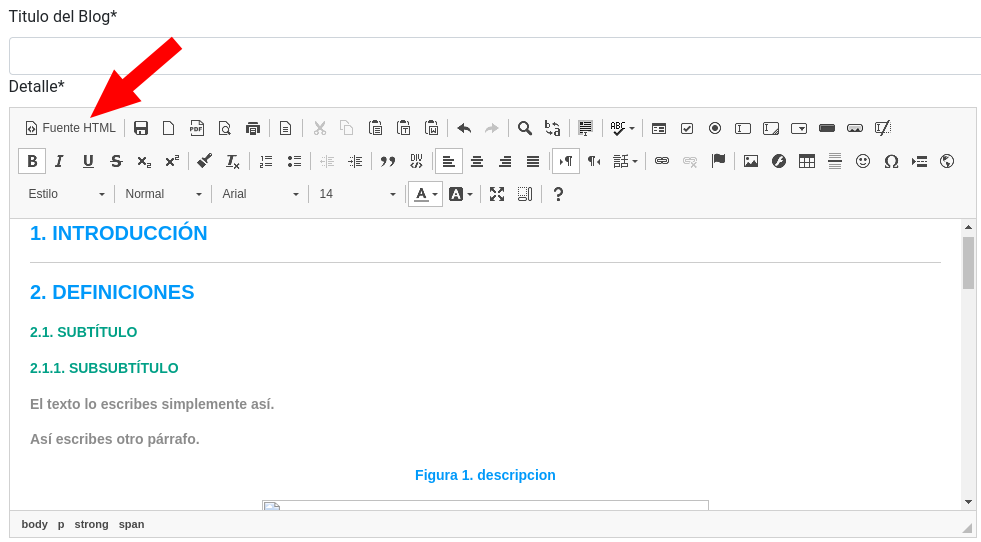 Titulo del Blog*
Detalle*
Fuente HTML
Estilo Normal Arial 14
1. INTRODUCCIÓN
2. DEFINICIONES
2.1. SUBTÍTULO
2.1.1. SUBSUBTÍTULO
El texto lo escribes simplemente así.
Así escribes otro párrafo.
Figura 1. descripcion
body p strong span